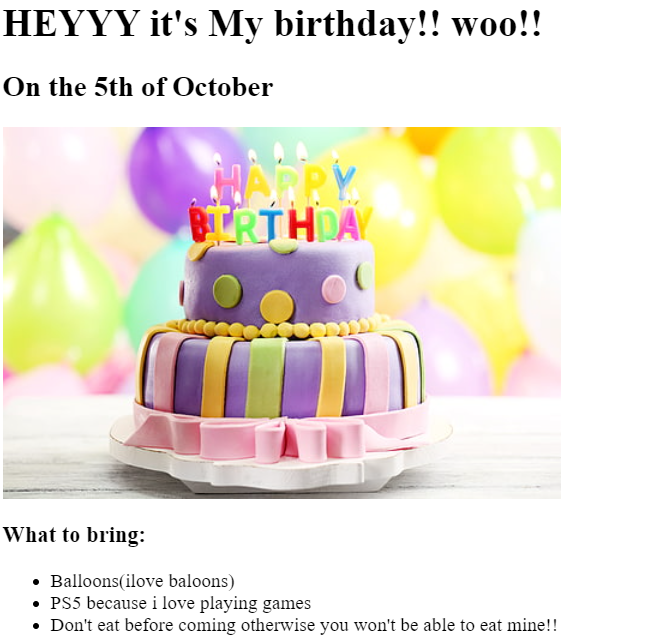 HEYYY it's My birthday!! woo!!
On the 5th of October
HAPPY
BIRTHDAY
What to bring:
Balloons(ilove baloons)
PS5 because i love playing games
Don't eat before coming otherwise you won't be able to eat mine!!